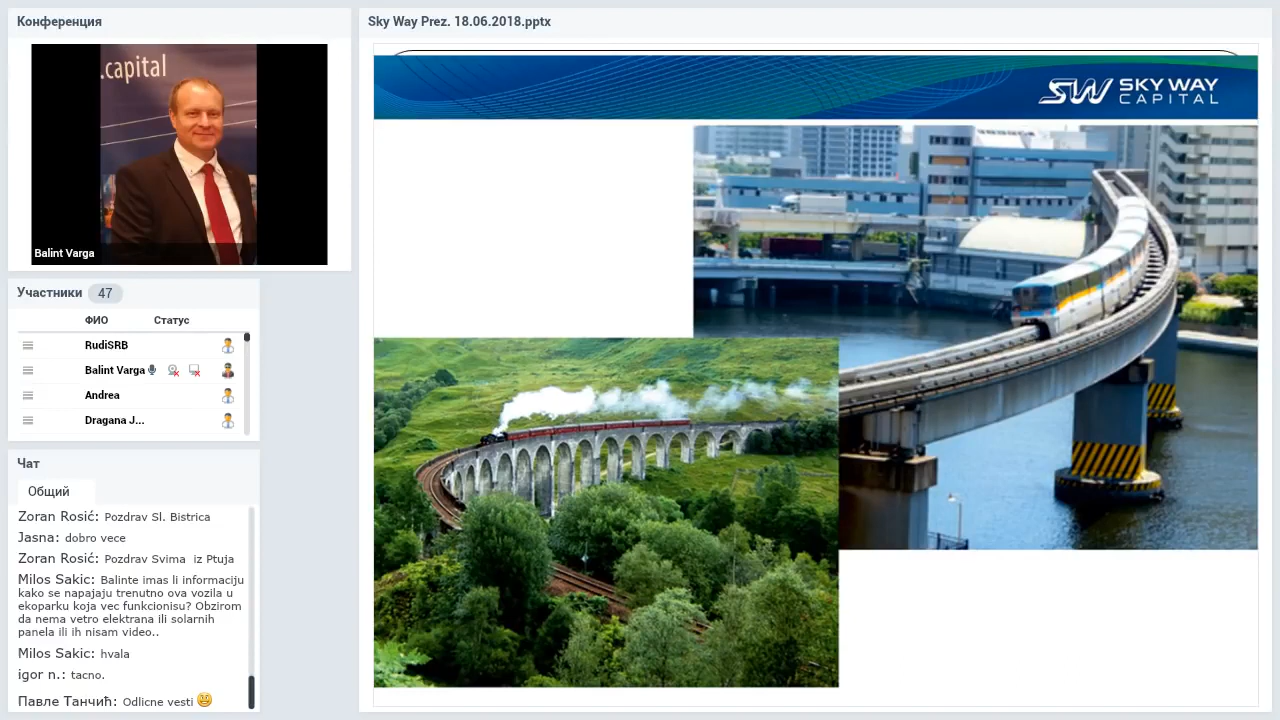 Конференция
.capital
Balint Varga
Участники 47
ФИО Статус
RudiSRB
Balint Varga
Andrea
Dragana J...
Чат
Общий
Zoran Rosić: Pozdrav Sl. Bistrica
Jasna: dobro vece
Zoran Rosić: Pozdrav Svima iz Ptuja
Milos Sakic: Balinte imas li informaciju
kako se napajaju trenutno ova vozila u
ekoparku koja vec funkcionisu? Obzirom
da nema vetro elektrana ili solarnih
panela ili ih nisam video..
Milos Sakic: hvala
igor n.: tacno.
Павле Танчић: Odlicne vesti
Sky Way Prez. 18.06.2018.pptx
SW SKY WAY
CAPITAL